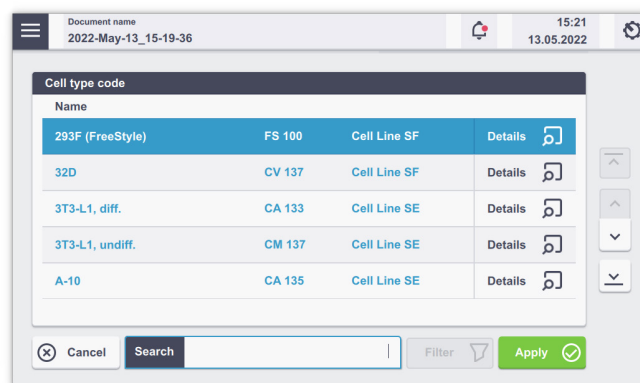 Document name
2022-May-13_15-19-36
15:21
13.05.2022
Cell type code
Name
293F (FreeStyle) FS 100 Cell Line SF Details
32D CV 137 Cell Line SF Details
3T3-L1, diff. CA 133 Cell Line SE Details
3T3-L1, undiff. CM 137 Cell Line SE Details
A-10 CA 135 Cell Line SE Details
Cancel Search Filter Apply